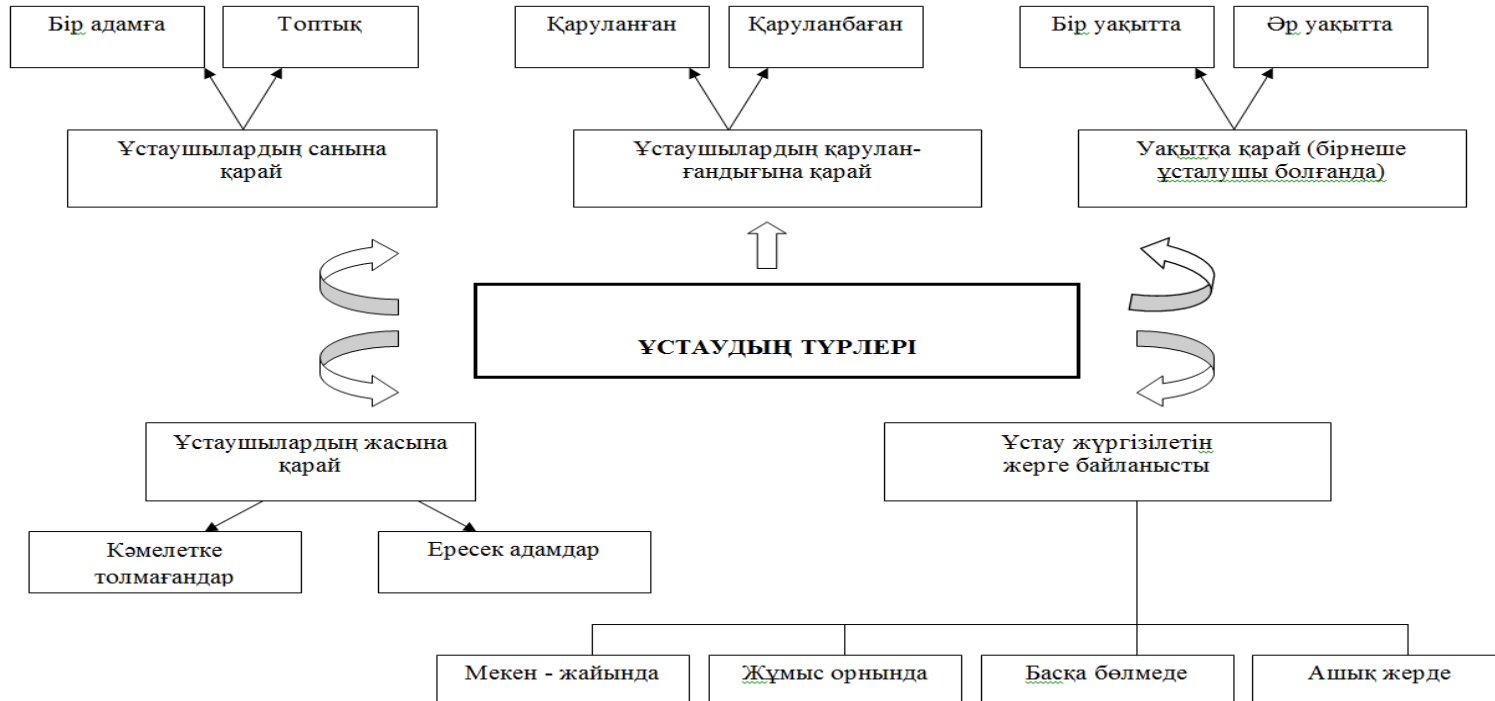 Бір адамға
Топтық
Қаруланған
Қаруланбаған
Бір уақытта
Әр уақытта
Ұстаушылардың санына
қарай
Ұстаушылардың қарулан-
ғандығына қарай
Уақытқа қарай (бірнеше
ұсталушы болғанда)
ҰСТАУДЫҢ ТҮРЛЕРІ
Ұстаушылардың жасына
қарай
Ұстау жүргізілетің
жерге байланысты
Кәмелетке
толмағандар
Ересек адамдар
Мекен - жайында
Жұмыс орнында
Басқа бөлмеде
Ашық жерде